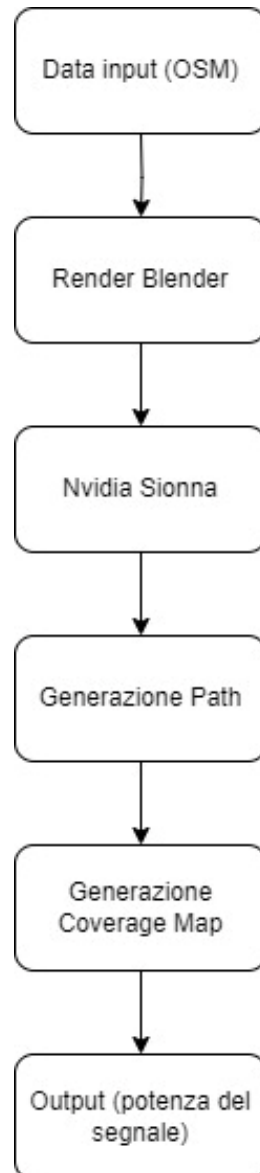 Data input (OSM)
Render Blender
Nvidia Sionna
Generazione Path
Generazione
Coverage Map
Output (potenza del
segnale)